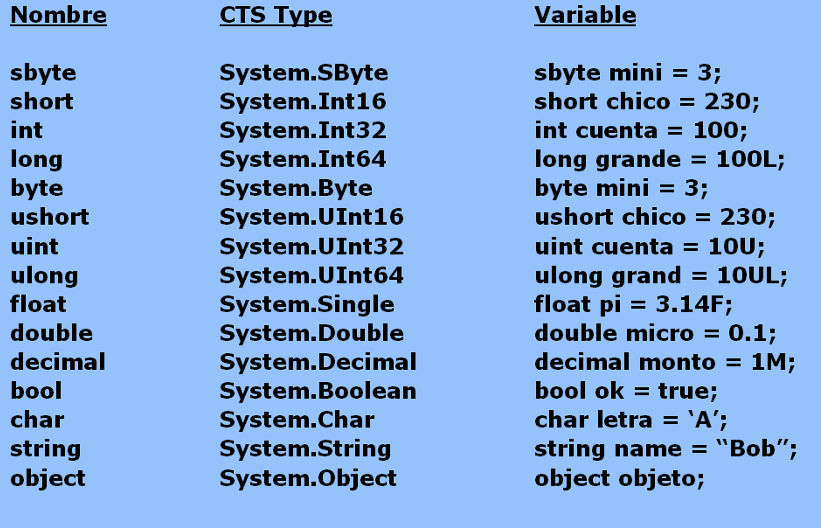 Nombre CTS Type Variable
sbyte System.SByte sbyte mini = 3;
short System.Int16 short chico = 230;
int System.Int32 int cuenta = 100;
long System.Int64 long grande = 100L;
byte System.Byte byte mini = 3;
ushort System.UInt16 ushort chico = 230;
uint System.UInt32 uint cuenta = 10U;
ulong System.UInt64 ulong grand = 10UL;
float System.Single float pi = 3.14F;
double System.Double double micro = 0.1;
decimal System.Decimal decimal monto = 1M;
bool System.Boolean bool ok = true;
char System.Char char letra = ‘A’;
string System.String string name = “Bob”;
object System.Object object objeto;